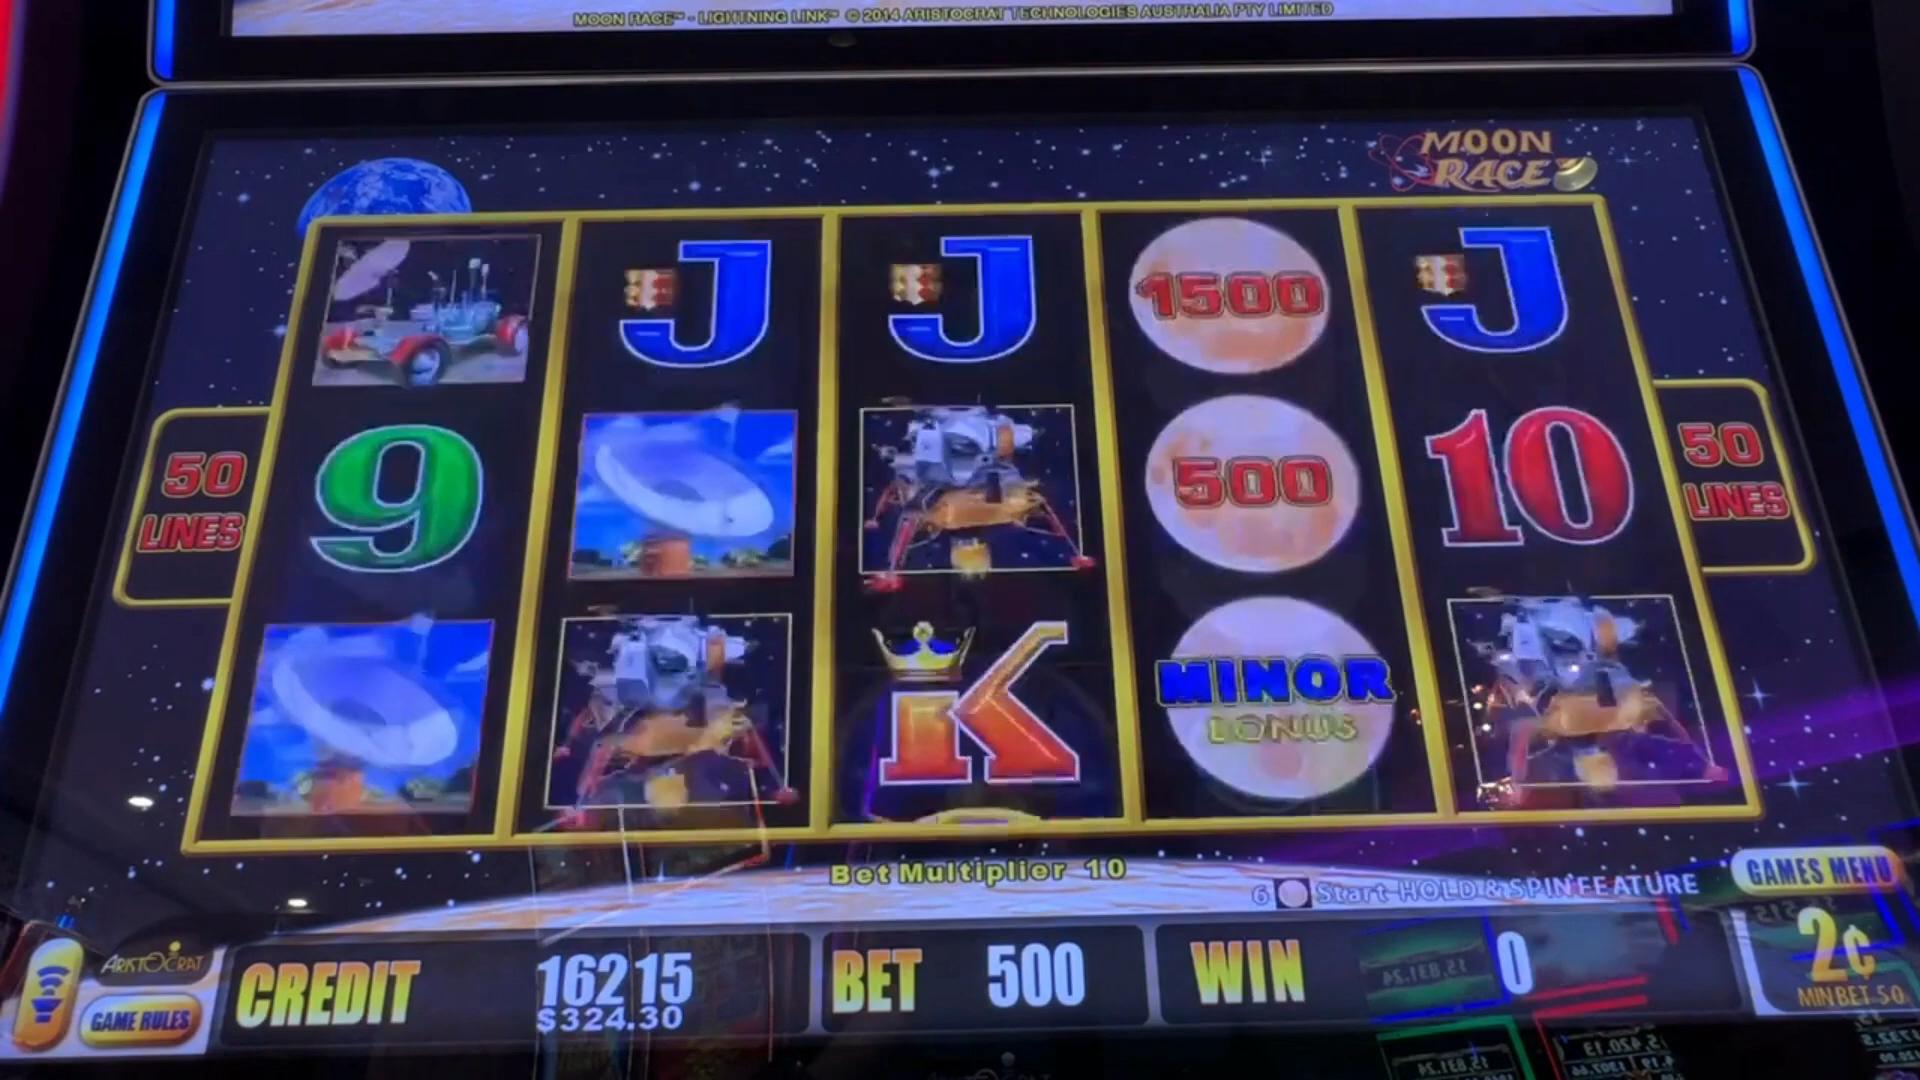 MOON RACE™ - LIGHTNING LINK™ © 2014 ARISTOCRAT TECHNOLOGIES AUSTRALIA PTY LIMITED
MOON
RACE
J J 1500 J
50
LINES
9 500 10
50
LINES
K MINOR
BONUS
Bet Multiplier 10
6 Start HOLD & SPIN FEATURE
GAMES MENU
ARISTOCRAT
GAME RULES
CREDIT 16215
$324.30
BET 500
WIN 0
2¢
MIN BET 50